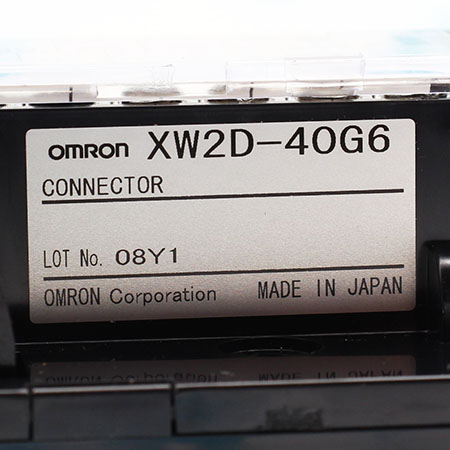 OMRON XW2D-40G6
CONNECTOR
LOT No. 08Y1
OMRON Corporation MADE IN JAPAN